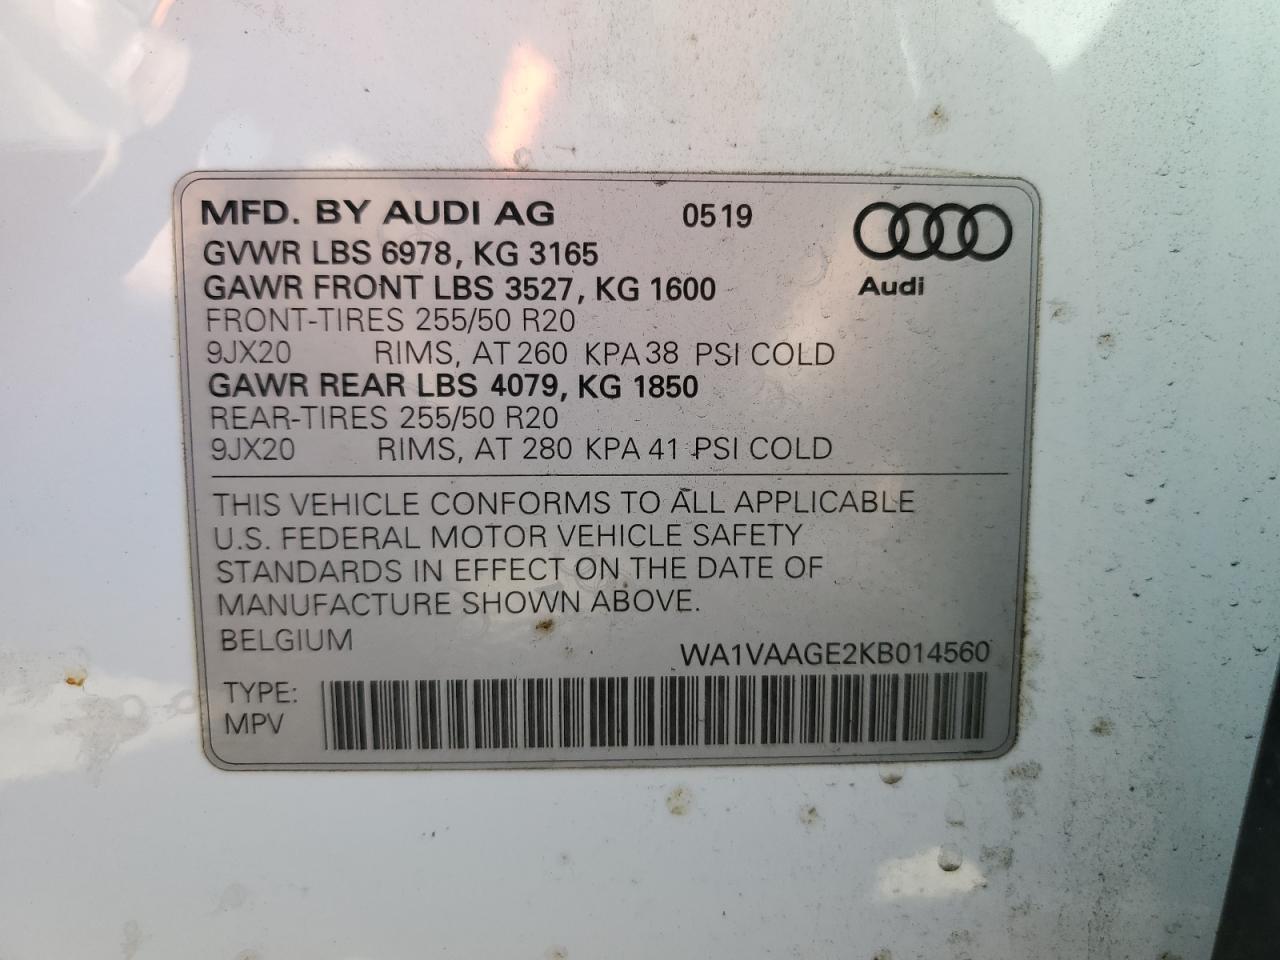 MFD. BY AUDI AG 0519
GVWR LBS 6978, KG 3165
GAWR FRONT LBS 3527, KG 1600
Audi
FRONT-TIRES 255/50 R20
9JX20 RIMS, AT 260 KPA 38 PSI COLD
GAWR REAR LBS 4079, KG 1850
REAR-TIRES 255/50 R20
9JX20 RIMS, AT 280 KPA 41 PSI COLD
THIS VEHICLE CONFORMS TO ALL APPLICABLE
U.S. FEDERAL MOTOR VEHICLE SAFETY
STANDARDS IN EFFECT ON THE DATE OF
MANUFACTURE SHOWN ABOVE.
BELGIUM
WA1VAAGE2KB014560
TYPE:
MPV